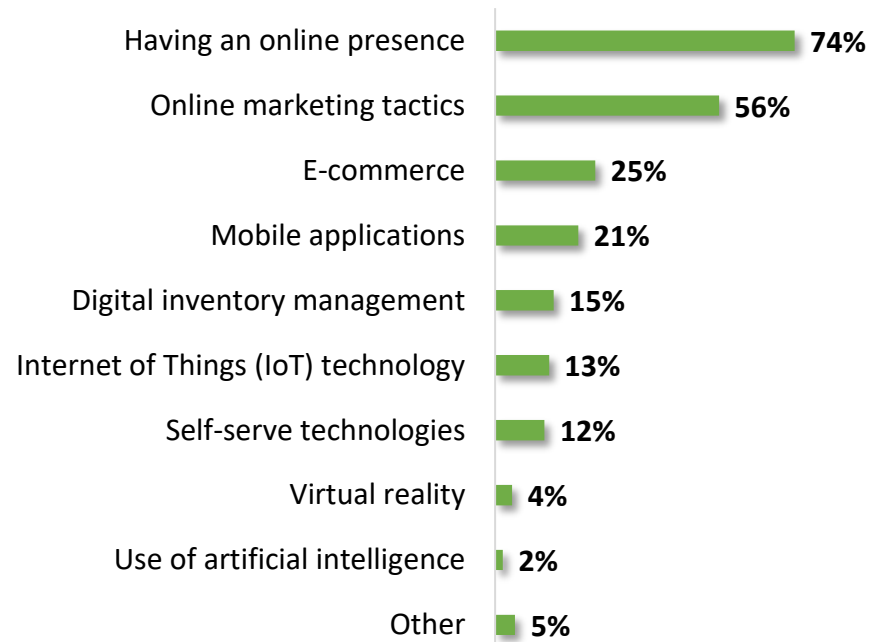 Having an online presence 74%
Online marketing tactics 56%
E-commerce 25%
Mobile applications 21%
Digital inventory management 15%
Internet of Things (IoT) technology 13%
Self-serve technologies 12%
Virtual reality 4%
Use of artificial intelligence 2%
Other 5%